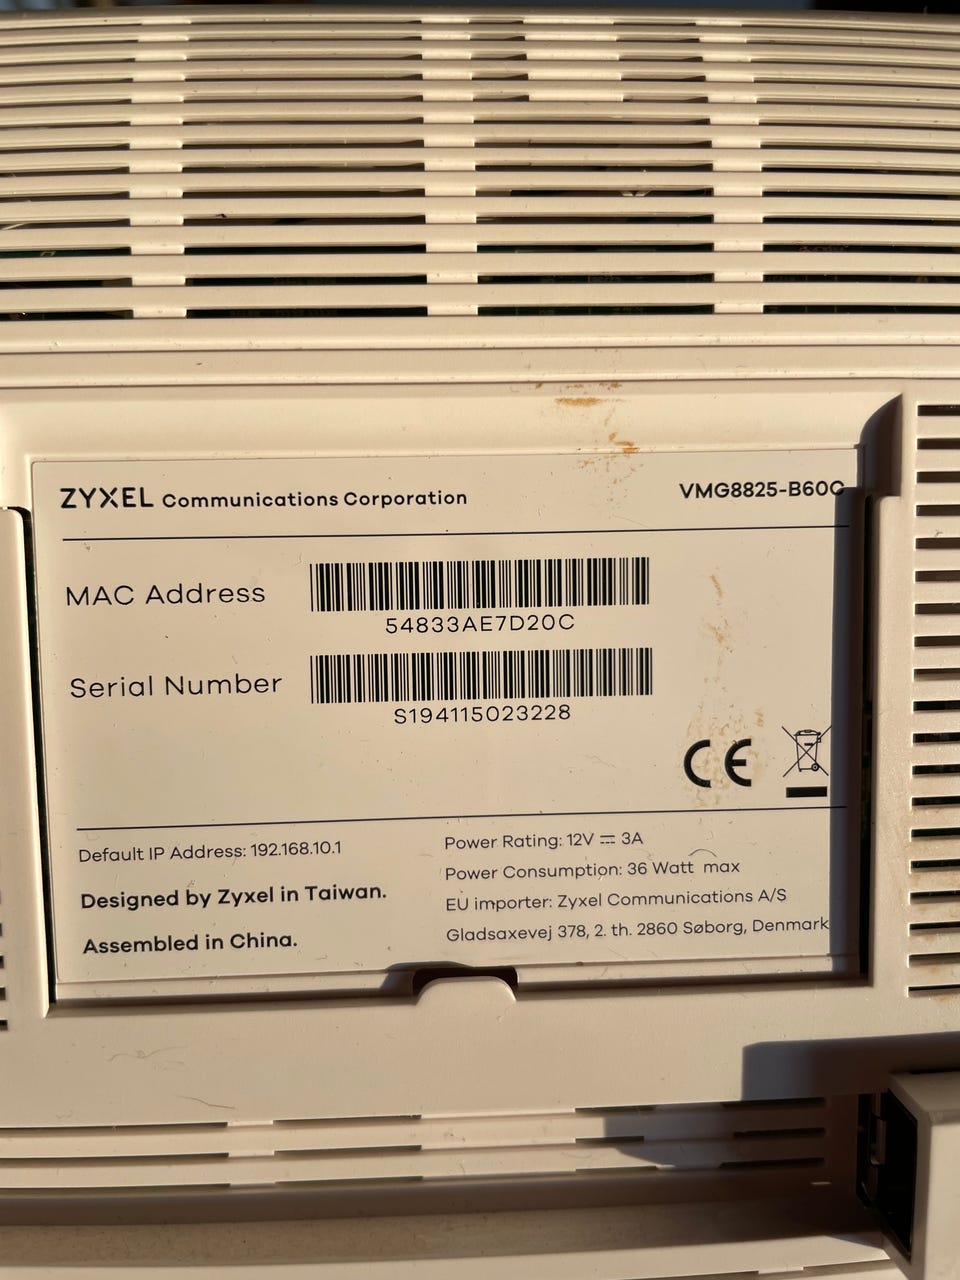 ZYXEL Communications Corporation VMG8825-B60C
MAC Address
54833AE7D20C
Serial Number
S194115023228
CE
Default IP Address: 192.168.10.1
Designed by Zyxel in Taiwan.
Assembled in China.
Power Rating: 12V ⎓ 3A
Power Consumption: 36 Watt max
EU importer: Zyxel Communications A/S
Gladsaxevej 378, 2. th. 2860 Søborg, Denmark